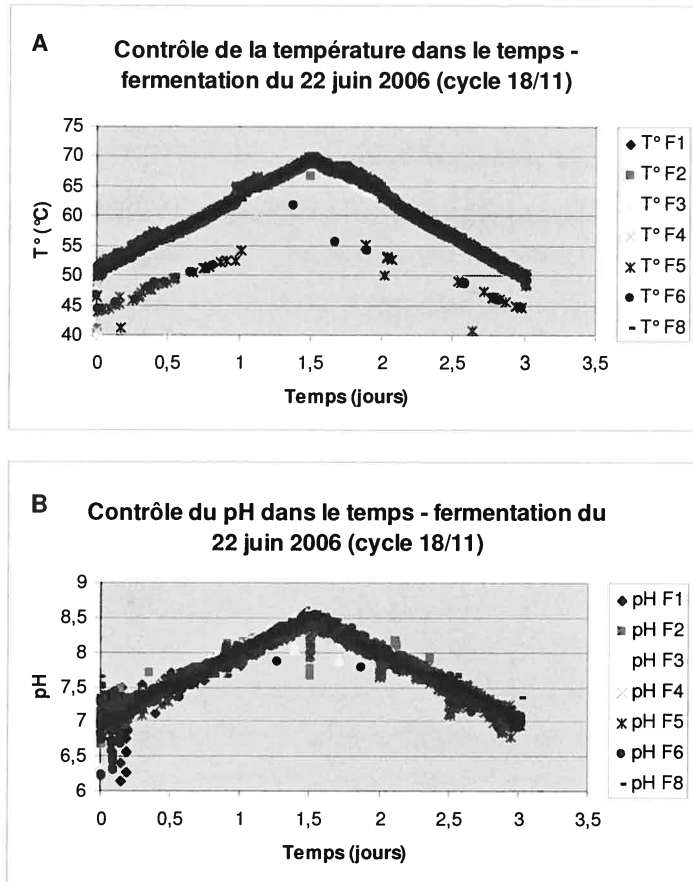 A
Contrôle de la température dans le temps -
fermentation du 22 juin 2006 (cycle 18/11)
75
70
65
60
55
50
45
40
T° (°C)
0 0,5 1 1,5 2 2,5 3 3,5
Temps (jours)
T° F1
T° F2
T° F3
T° F4
T° F5
T° F6
T° F8
B
Contrôle du pH dans le temps - fermentation du
22 juin 2006 (cycle 18/11)
9
8,5
8
7,5
7
6,5
6
pH
0 0,5 1 1,5 2 2,5 3 3,5
Temps (jours)
pH F1
pH F2
pH F3
pH F4
pH F5
pH F6
pH F8